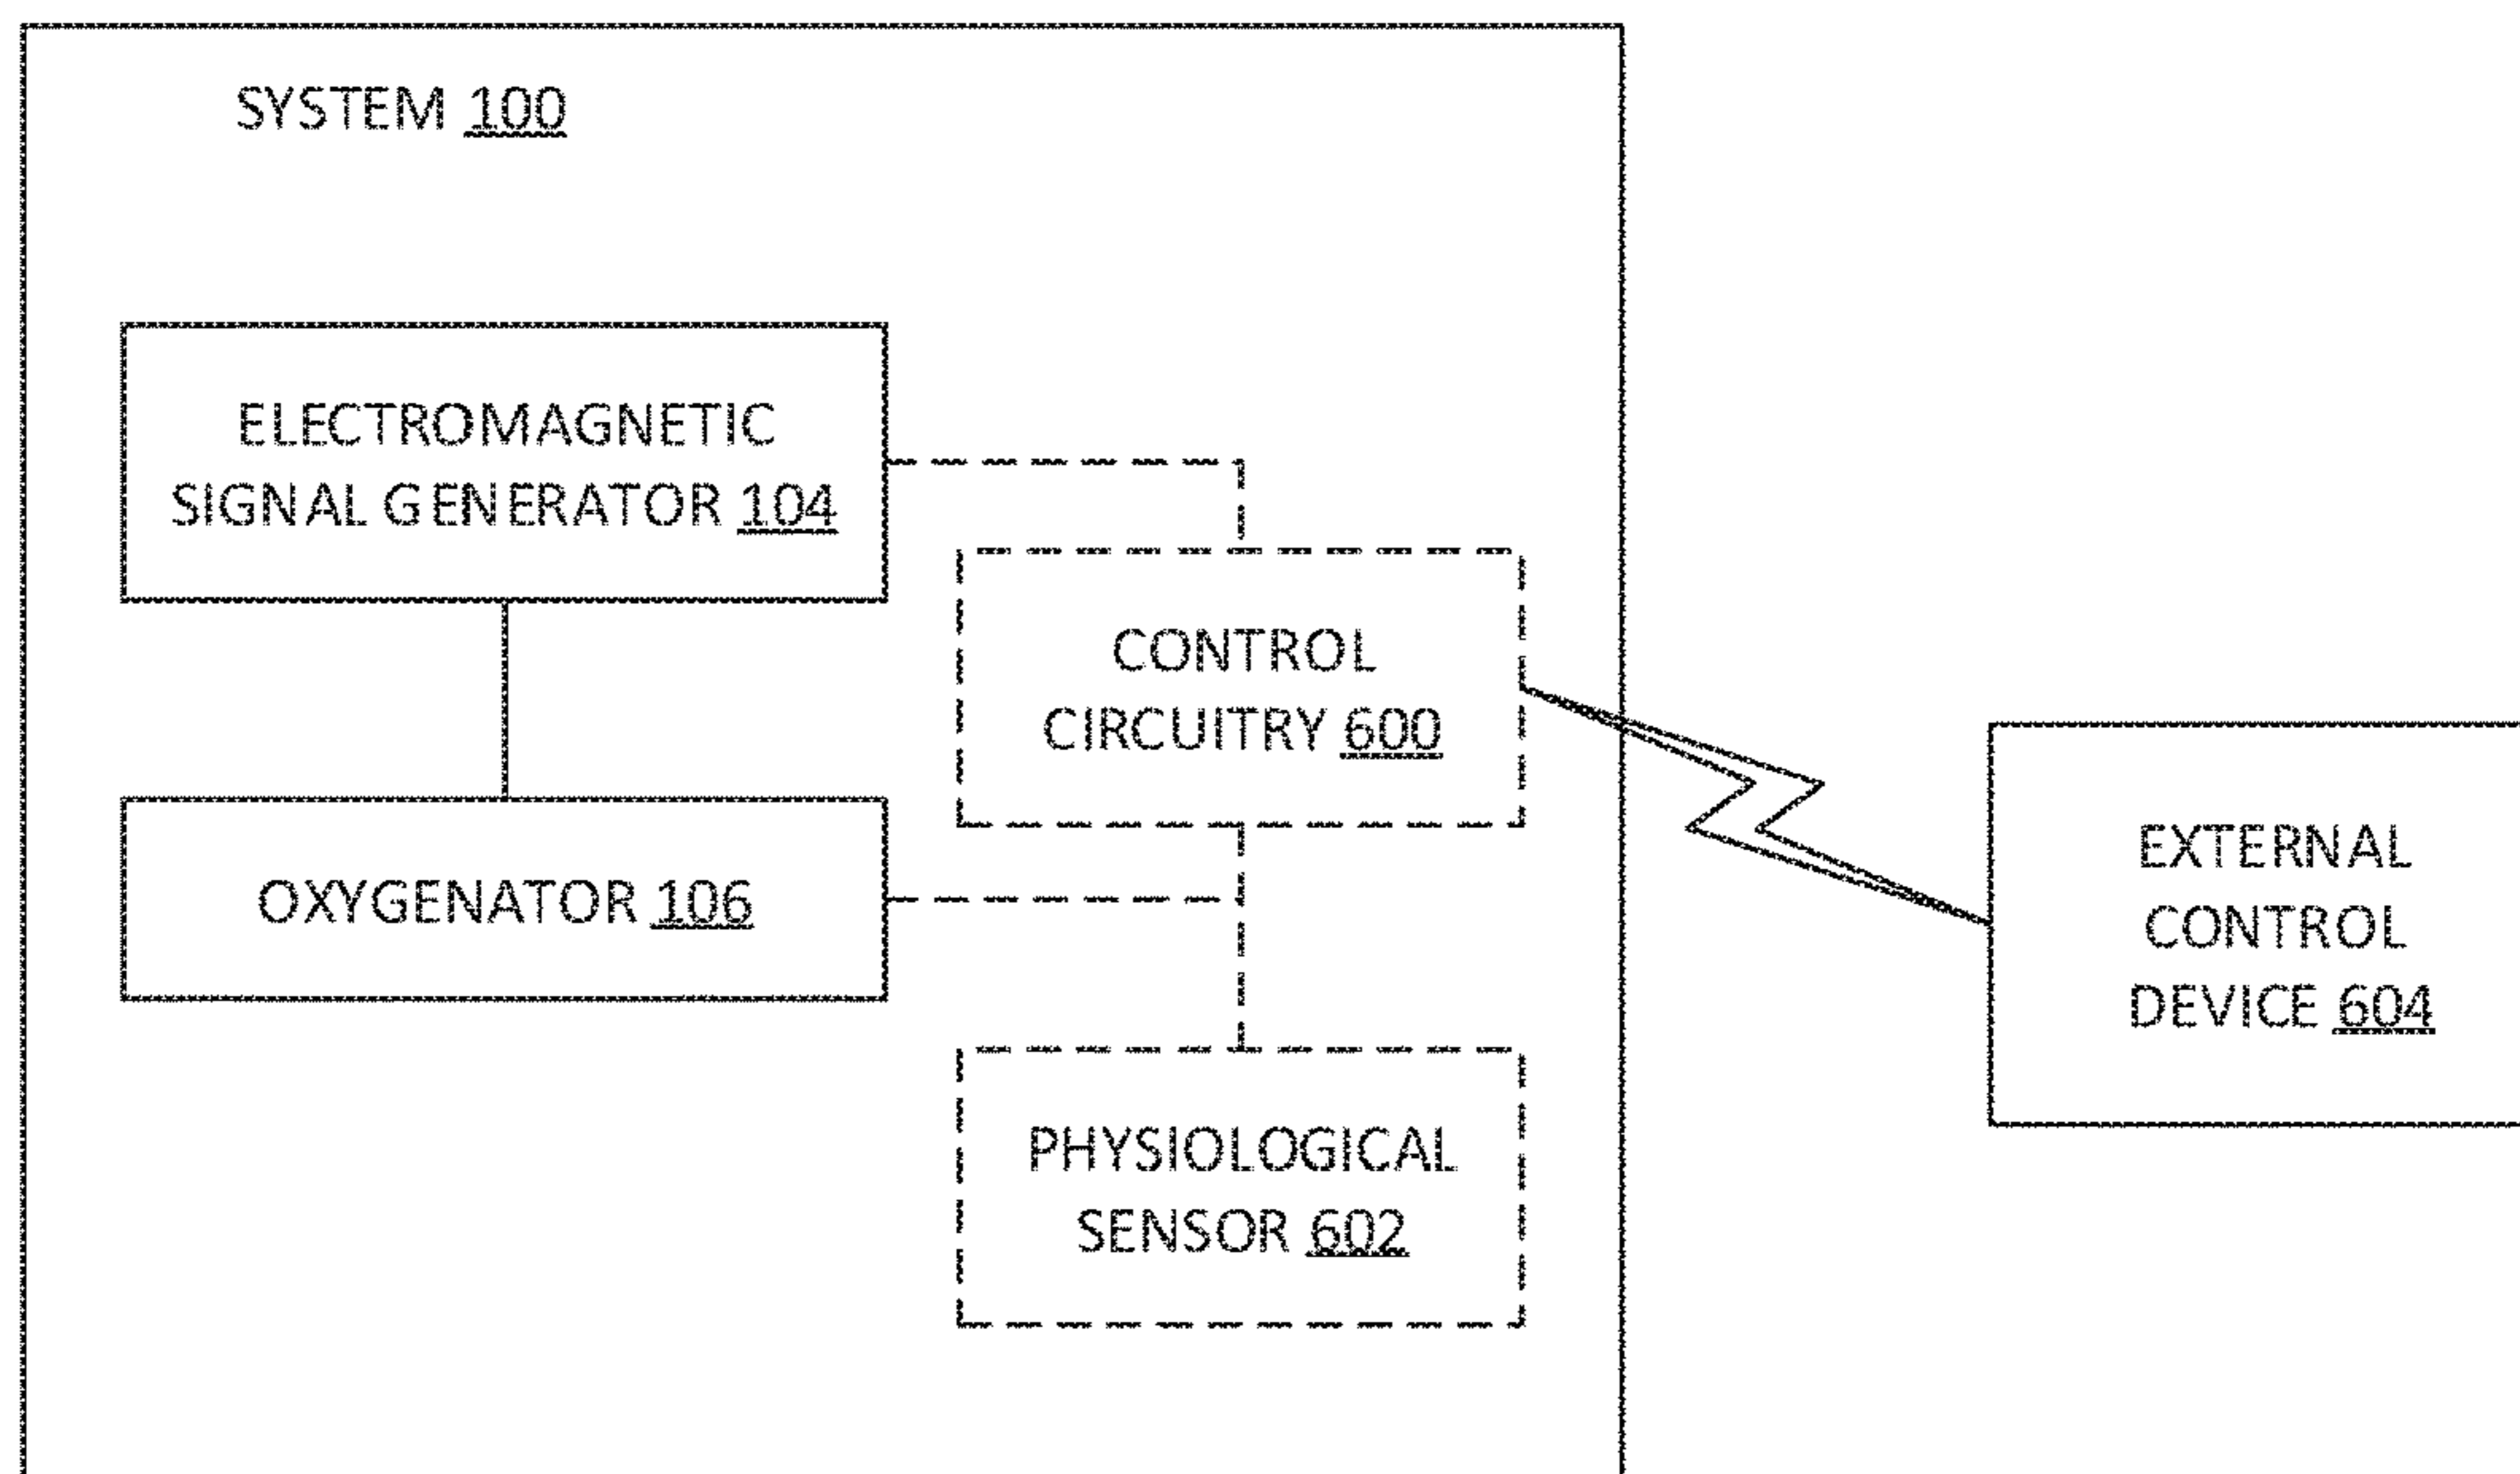 SYSTEM 100
ELECTROMAGNETIC
SIGNAL GENERATOR 104
CONTROL
CIRCUITRY 600
OXYGENATOR 106
EXTERNAL
CONTROL
DEVICE 604
PHYSIOLOGICAL
SENSOR 602